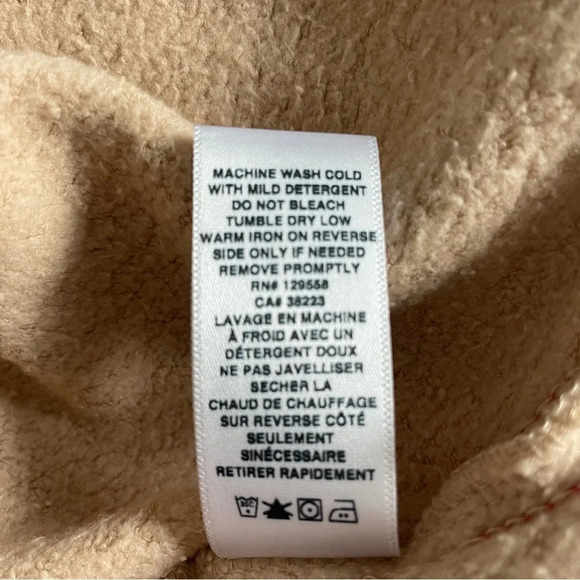 MACHINE WASH COLD
WITH MILD DETERGENT
DO NOT BLEACH
TUMBLE DRY LOW
WARM IRON ON REVERSE
SIDE ONLY IF NEEDED
REMOVE PROMPTLY
RN# 129558
CA# 38223
LAVAGE EN MACHINE
À FROID AVEC UN
DÉTERGENT DOUX
NE PAS JAVELLISER
SECHER LA
CHAUD DE CHAUFFAGE
SUR REVERSE CÔTÉ
SEULEMENT
SINÉCESSAIRE
RETIRER RAPIDEMENT
30C